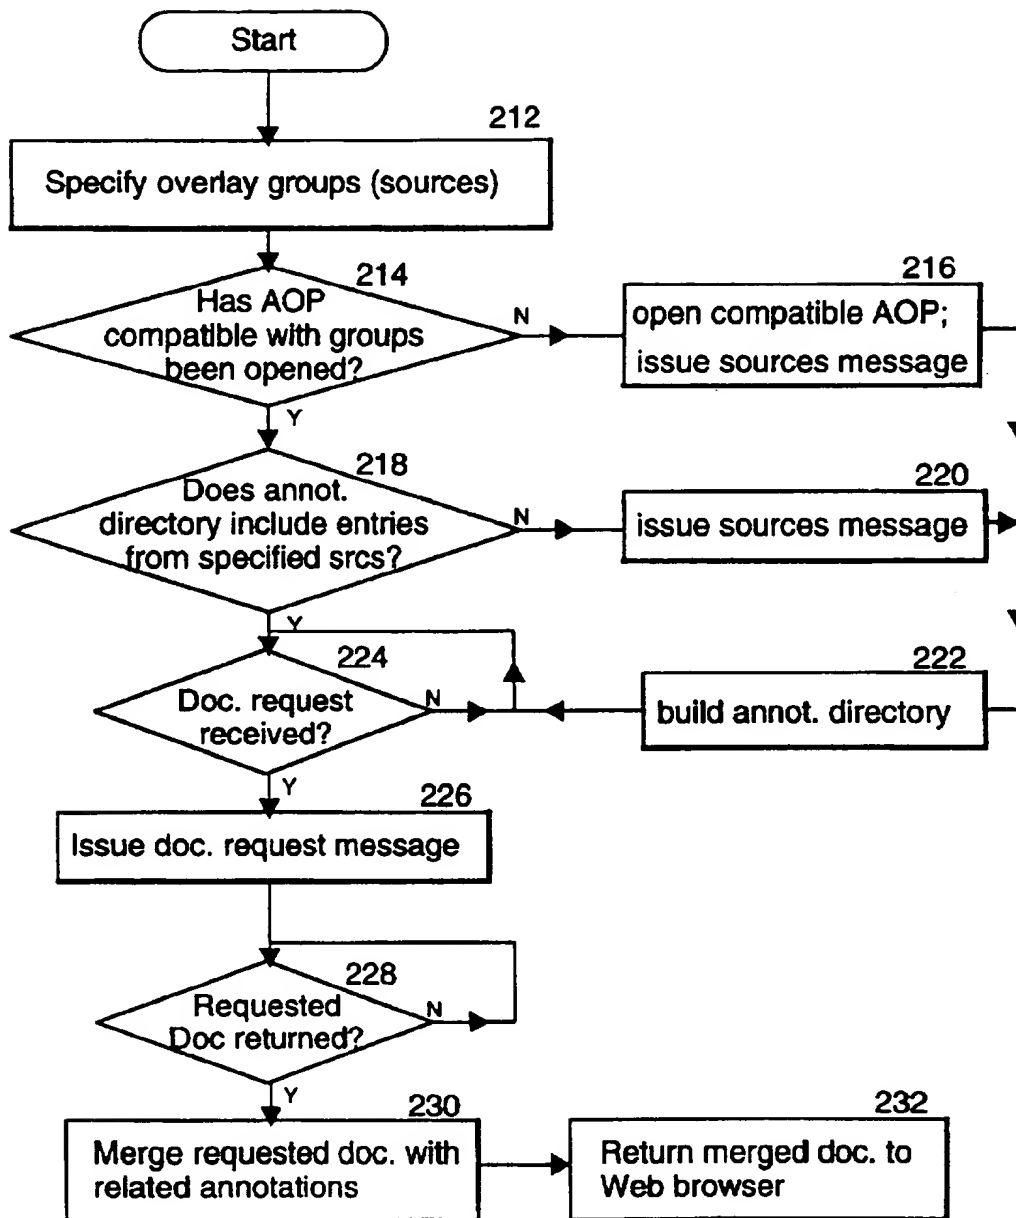 Start
212
Specify overlay groups (sources)
214
Has AOP
compatible with groups
been opened?
N
Y
216
open compatible AOP;
issue sources message
218
Does annot.
directory include entries
from specified srcs?
N
Y
220
issue sources message
222
build annot. directory
224
Doc. request
received?
N
Y
226
Issue doc. request message
228
Requested
Doc returned?
N
Y
230
Merge requested doc. with
related annotations
232
Return merged doc. to
Web browser